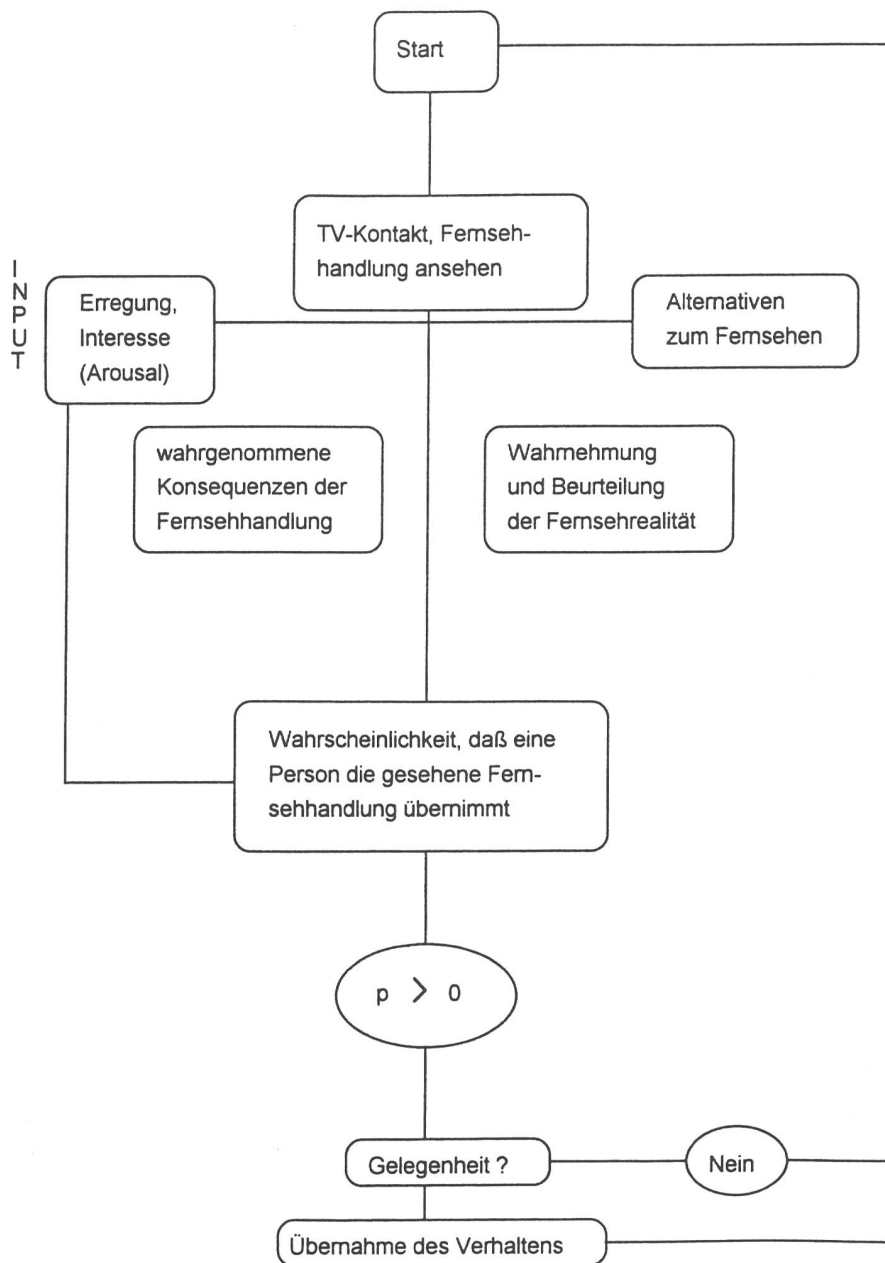 Start
TV-Kontakt, Fernseh-
handlung ansehen
INPUT
Erregung,
Interesse
(Arousal)
Alternativen
zum Fernsehen
wahrgenommene
Konsequenzen der
Fernsehhandlung
Wahrnehmung
und Beurteilung
der Fernsehrealität
Wahrscheinlichkeit, daß eine
Person die gesehene Fern-
sehhandlung übernimmt
p > 0
Gelegenheit ?
Nein
Übernahme des Verhaltens